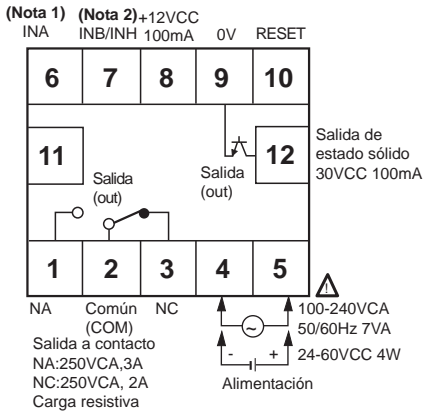 (Nota 1) (Nota 2) +12VCC
INA INB/INH 100mA 0V RESET
6 7 8 9 10
11
12
Salida
(out)
Salida
(out)
Salida de
estado sólido
30VCC 100mA
1 2 3 4 5
NA Común NC
(COM)
Salida a contacto
NA:250VCA,3A
NC:250VCA, 2A
Carga resistiva
!
~
100-240VCA
50/60Hz 7VA
- + 24-60VCC 4W
Alimentación